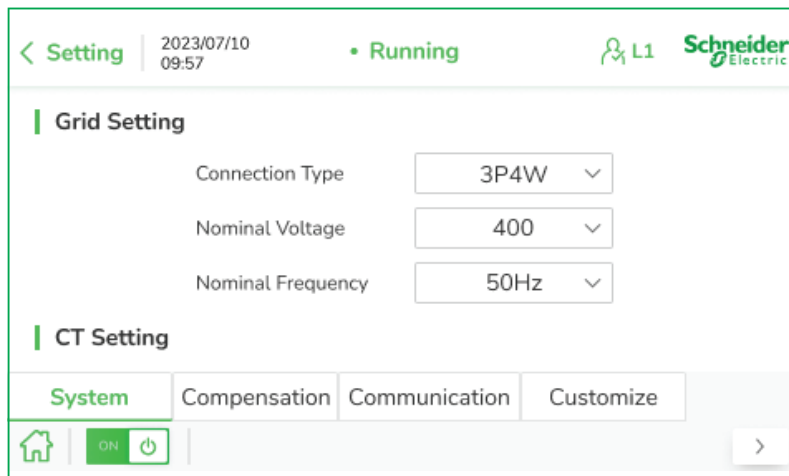 Setting 2023/07/10 09:57 • Running L1 Schneider Electric
Grid Setting
Connection Type 3P4W
Nominal Voltage 400
Nominal Frequency 50Hz
CT Setting
System Compensation Communication Customize
ON